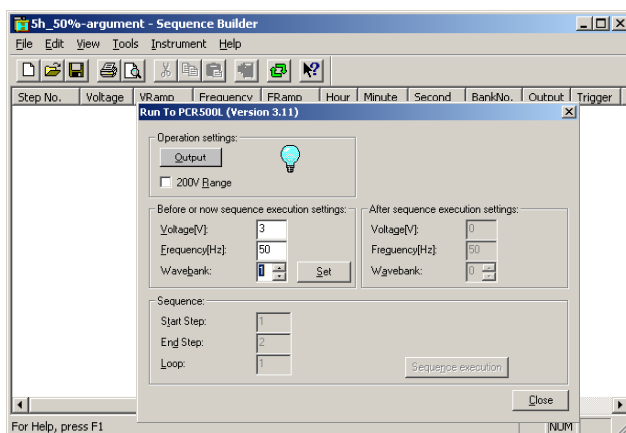 5h_50%-argument - Sequence Builder
File Edit View Tools Instrument Help
Step No. Voltage VRamp Frequency FRamp Hour Minute Second BankNo. Output Trigger
Run To PCR500L (Version 3.11)
Operation settings:
Output
200V Range
Before or now sequence execution settings:
Voltage[V]: 3
Frequency[Hz]: 50
Wavebank: 1 Set
After sequence execution settings:
Voltage[V]: 0
Frequency[Hz]: 50
Wavebank: 0
Sequence:
Start Step: 1
End Step: 2
Loop: 1
Sequence execution
Close
For Help, press F1 NUM